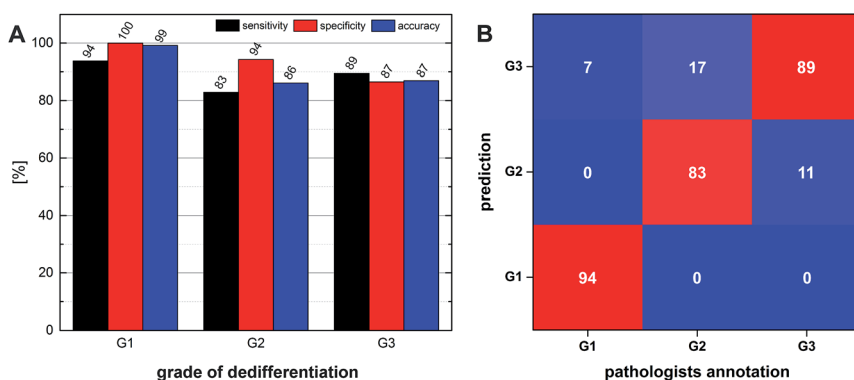 A
sensitivity specificity accuracy
100
80
60
40
20
0
[%]
94 100 99
83 94 86
89 87 87
G1 G2 G3
grade of dedifferentiation
B
prediction
G3 7 17 89
G2 0 83 11
G1 94 0 0
G1 G2 G3
pathologists annotation